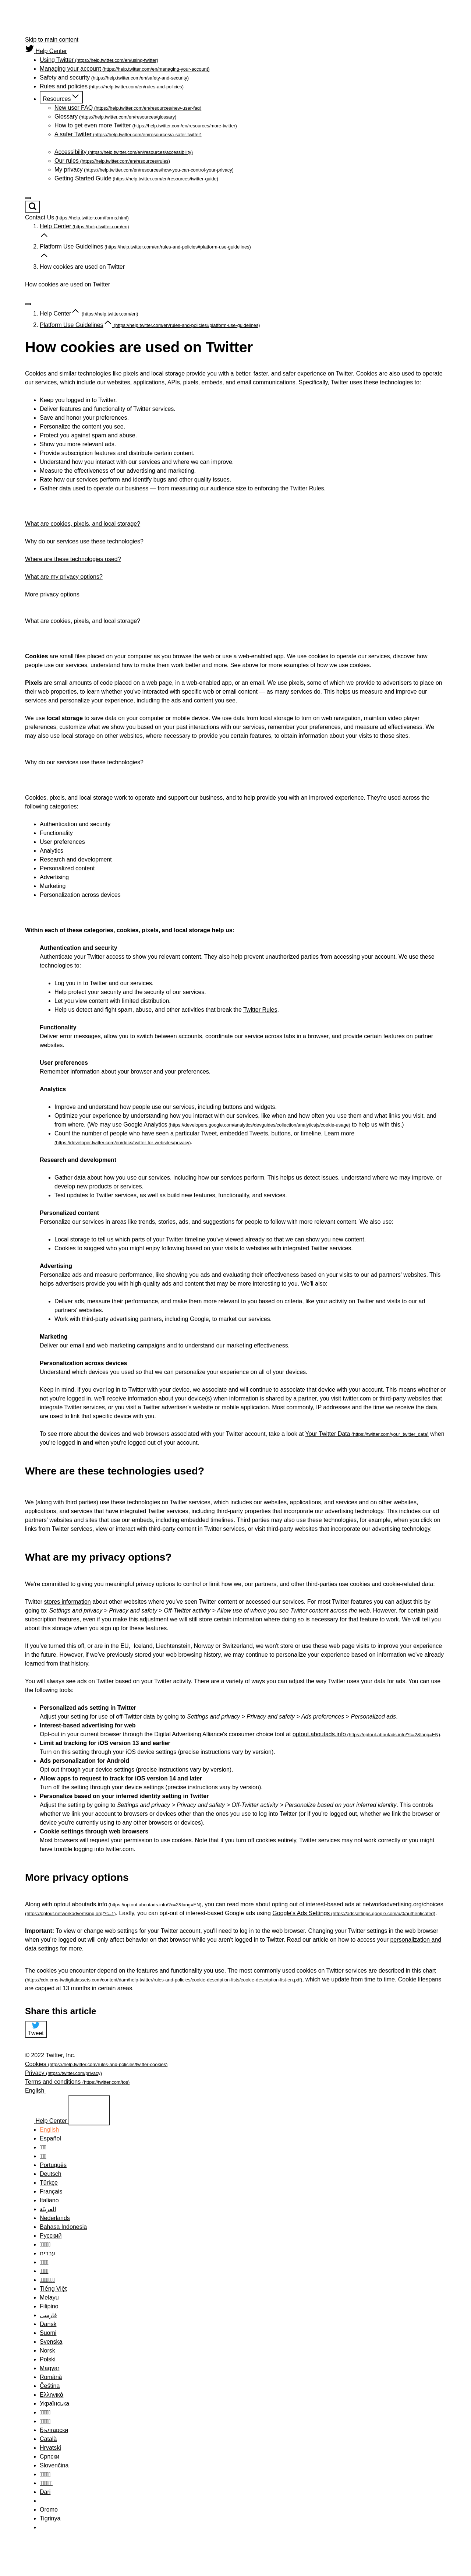 Skip to main content
Help Center
Using Twitter (https://help.twitter.com/en/using-twitter)
Managing your account (https://help.twitter.com/en/managing-your-account)
Safety and security (https://help.twitter.com/en/safety-and-security)
Rules and policies (https://help.twitter.com/en/rules-and-policies)
Resources
New user FAQ (https://help.twitter.com/en/resources/new-user-faq)
Glossary (https://help.twitter.com/en/resources/glossary)
How to get even more Twitter (https://help.twitter.com/en/resources/more-twitter)
A safer Twitter (https://help.twitter.com/en/resources/a-safer-twitter)
Accessibility (https://help.twitter.com/en/resources/accessibility)
Our rules (https://help.twitter.com/en/resources/rules)
My privacy (https://help.twitter.com/en/resources/how-you-can-control-your-privacy)
Getting Started Guide (https://help.twitter.com/en/resources/twitter-guide)
Contact Us (https://help.twitter.com/forms.html)
1. Help Center (https://help.twitter.com/en)
2. Platform Use Guidelines (https://help.twitter.com/en/rules-and-policies#platform-use-guidelines)
3. How cookies are used on Twitter
How cookies are used on Twitter
1. Help Center (https://help.twitter.com/en)
2. Platform Use Guidelines (https://help.twitter.com/en/rules-and-policies#platform-use-guidelines)
How cookies are used on Twitter
Cookies and similar technologies like pixels and local storage provide you with a better, faster, and safer experience on Twitter. Cookies are also used to operate
our services, which include our websites, applications, APIs, pixels, embeds, and email communications. Specifically, Twitter uses these technologies to:
Keep you logged in to Twitter.
Deliver features and functionality of Twitter services.
Save and honor your preferences.
Personalize the content you see.
Protect you against spam and abuse.
Show you more relevant ads.
Provide subscription features and distribute certain content.
Understand how you interact with our services and where we can improve.
Measure the effectiveness of our advertising and marketing.
Rate how our services perform and identify bugs and other quality issues.
Gather data used to operate our business — from measuring our audience size to enforcing the Twitter Rules.
What are cookies, pixels, and local storage?
Why do our services use these technologies?
Where are these technologies used?
What are my privacy options?
More privacy options
What are cookies, pixels, and local storage?
Cookies are small files placed on your computer as you browse the web or use a web-enabled app. We use cookies to operate our services, discover how
people use our services, understand how to make them work better and more. See above for more examples of how we use cookies.
Pixels are small amounts of code placed on a web page, in a web-enabled app, or an email. We use pixels, some of which we provide to advertisers to place on
their web properties, to learn whether you've interacted with specific web or email content — as many services do. This helps us measure and improve our
services and personalize your experience, including the ads and content you see.
We use local storage to save data on your computer or mobile device. We use data from local storage to turn on web navigation, maintain video player
preferences, customize what we show you based on your past interactions with our services, remember your preferences, and measure ad effectiveness. We
may also use local storage on other websites, where necessary to provide you certain features, to obtain information about your visits to those sites.
Why do our services use these technologies?
Cookies, pixels, and local storage work to operate and support our business, and to help provide you with an improved experience. They're used across the
following categories:
Authentication and security
Functionality
User preferences
Analytics
Research and development
Personalized content
Advertising
Marketing
Personalization across devices
Within each of these categories, cookies, pixels, and local storage help us:
Authentication and security
Authenticate your Twitter access to show you relevant content. They also help prevent unauthorized parties from accessing your account. We use these
technologies to:
Log you in to Twitter and our services.
Help protect your security and the security of our services.
Let you view content with limited distribution.
Help us detect and fight spam, abuse, and other activities that break the Twitter Rules.
Functionality
Deliver error messages, allow you to switch between accounts, coordinate our service across tabs in a browser, and provide certain features on partner
websites.
User preferences
Remember information about your browser and your preferences.
Analytics
Improve and understand how people use our services, including buttons and widgets.
Optimize your experience by understanding how you interact with our services, like when and how often you use them and what links you visit, and
from where. (We may use Google Analytics (https://developers.google.com/analytics/devguides/collection/analyticsjs/cookie-usage) to help us with this.)
Count the number of people who have seen a particular Tweet, embedded Tweets, buttons, or timeline. Learn more
(https://developer.twitter.com/en/docs/twitter-for-websites/privacy).
Research and development
Gather data about how you use our services, including how our services perform. This helps us detect issues, understand where we may improve, or
develop new products or services.
Test updates to Twitter services, as well as build new features, functionality, and services.
Personalized content
Personalize our services in areas like trends, stories, ads, and suggestions for people to follow with more relevant content. We also use:
Local storage to tell us which parts of your Twitter timeline you've viewed already so that we can show you new content.
Cookies to suggest who you might enjoy following based on your visits to websites with integrated Twitter services.
Advertising
Personalize ads and measure performance, like showing you ads and evaluating their effectiveness based on your visits to our ad partners' websites. This
helps advertisers provide you with high-quality ads and content that may be more interesting to you. We'll also:
Deliver ads, measure their performance, and make them more relevant to you based on criteria, like your activity on Twitter and visits to our ad
partners' websites.
Work with third-party advertising partners, including Google, to market our services.
Marketing
Deliver our email and web marketing campaigns and to understand our marketing effectiveness.
Personalization across devices
Understand which devices you used so that we can personalize your experience on all of your devices.
Keep in mind, if you ever log in to Twitter with your device, we associate and will continue to associate that device with your account. This means whether or
not you're logged in, we'll receive information about your device(s) when information is shared by a partner, you visit twitter.com or third-party websites that
integrate Twitter services, or you visit a Twitter advertiser's website or mobile application. Most commonly, IP addresses and the time we receive the data,
are used to link that specific device with you.
To see more about the devices and web browsers associated with your Twitter account, take a look at Your Twitter Data (https://twitter.com/your_twitter_data) when
you're logged in and when you're logged out of your account.
Where are these technologies used?
We (along with third parties) use these technologies on Twitter services, which includes our websites, applications, and services and on other websites,
applications, and services that have integrated Twitter services, including third-party properties that incorporate our advertising technology. This includes our ad
partners' websites and sites that use our embeds, including embedded timelines. Third parties may also use these technologies, for example, when you click on
links from Twitter services, view or interact with third-party content in Twitter services, or visit third-party websites that incorporate our advertising technology.
What are my privacy options?
We're committed to giving you meaningful privacy options to control or limit how we, our partners, and other third-parties use cookies and cookie-related data:
Twitter stores information about other websites where you've seen Twitter content or accessed our services. For most Twitter features you can adjust this by
going to: Settings and privacy > Privacy and safety > Off-Twitter Activity > Allow use of where you see Twitter content across the web. However, for certain paid
subscription features, even if you make this adjustment we will still store certain information where doing so is necessary for that feature to work. We will tell you
about this storage when you sign up for these features.
If you've turned this off, or are in the EU, Iceland, Liechtenstein, Norway or Switzerland, we won't store or use these web page visits to improve your experience
in the future. However, if we've previously stored your web browsing history, we may continue to personalize your experience based on information we've already
learned from that history.
You will always see ads on Twitter based on your Twitter activity. There are a variety of ways you can adjust the way Twitter uses your data for ads. You can use
the following tools:
Personalized ads setting in Twitter
Adjust your setting for use of off-Twitter data by going to Settings and privacy > Privacy and safety > Ads preferences > Personalized ads.
Interest-based advertising for web
Opt-out in your current browser through the Digital Advertising Alliance's consumer choice tool at optout.aboutads.info (https://optout.aboutads.info/?c=2&lang=EN).
Limit ad tracking for iOS version 13 and earlier
Turn on this setting through your iOS device settings (precise instructions vary by version).
Ads personalization for Android
Opt out through your device settings (precise instructions vary by version).
Allow apps to request to track for iOS version 14 and later
Turn off the setting through your device settings (precise instructions vary by version).
Personalize based on your inferred identity setting in Twitter
Adjust the setting by going to Settings and privacy > Privacy and safety > Off-Twitter activity > Personalize based on your inferred identity. This controls
whether we link your account to browsers or devices other than the ones you use to log into Twitter (or if you're logged out, whether we link the browser or
device you're currently using to any other browsers or devices).
Cookie settings through web browsers
Most browsers will request your permission to use cookies. Note that if you turn off cookies entirely, Twitter services may not work correctly or you might
have trouble logging into twitter.com.
More privacy options
Along with optout.aboutads.info (https://optout.aboutads.info/?c=2&lang=EN), you can read more about opting out of interest-based ads at networkadvertising.org/choices
(https://optout.networkadvertising.org/?c=1). Lastly, you can opt-out of interest-based Google ads using Google's Ads Settings (https://adssettings.google.com/u/0/authenticated).
Important: To view or change web settings for your Twitter account, you'll need to log in to the web browser. Changing your Twitter settings in the web browser
when you're logged out will only affect behavior on that browser while you aren't logged in to Twitter. Read our article on how to access your personalization and
data settings for more.
The cookies you encounter depend on the features and functionality you use. The most commonly used cookies on Twitter services are described in this chart
(https://cdn.cms-twdigitalassets.com/content/dam/help-twitter/rules-and-policies/cookie-description-lists/cookie-description-list-en.pdf), which we update from time to time. Cookie lifespans
are capped at 13 months in certain areas.
Share this article
Tweet
© 2022 Twitter, Inc.
Cookies (https://help.twitter.com/rules-and-policies/twitter-cookies)
Privacy (https://twitter.com/privacy)
Terms and conditions (https://twitter.com/tos)
English
Help Center
English
Español
Português
Deutsch
Türkçe
Français
Italiano
العربيّة
Nederlands
Bahasa Indonesia
Русский
עברית
Tiếng Việt
Melayu
Filipino
فارسی
Dansk
Suomi
Svenska
Norsk
Polski
Magyar
Română
Čeština
Ελληνικά
Українська
Български
Català
Hrvatski
Српски
Slovenčina
Dari
Oromo
Tigrinya